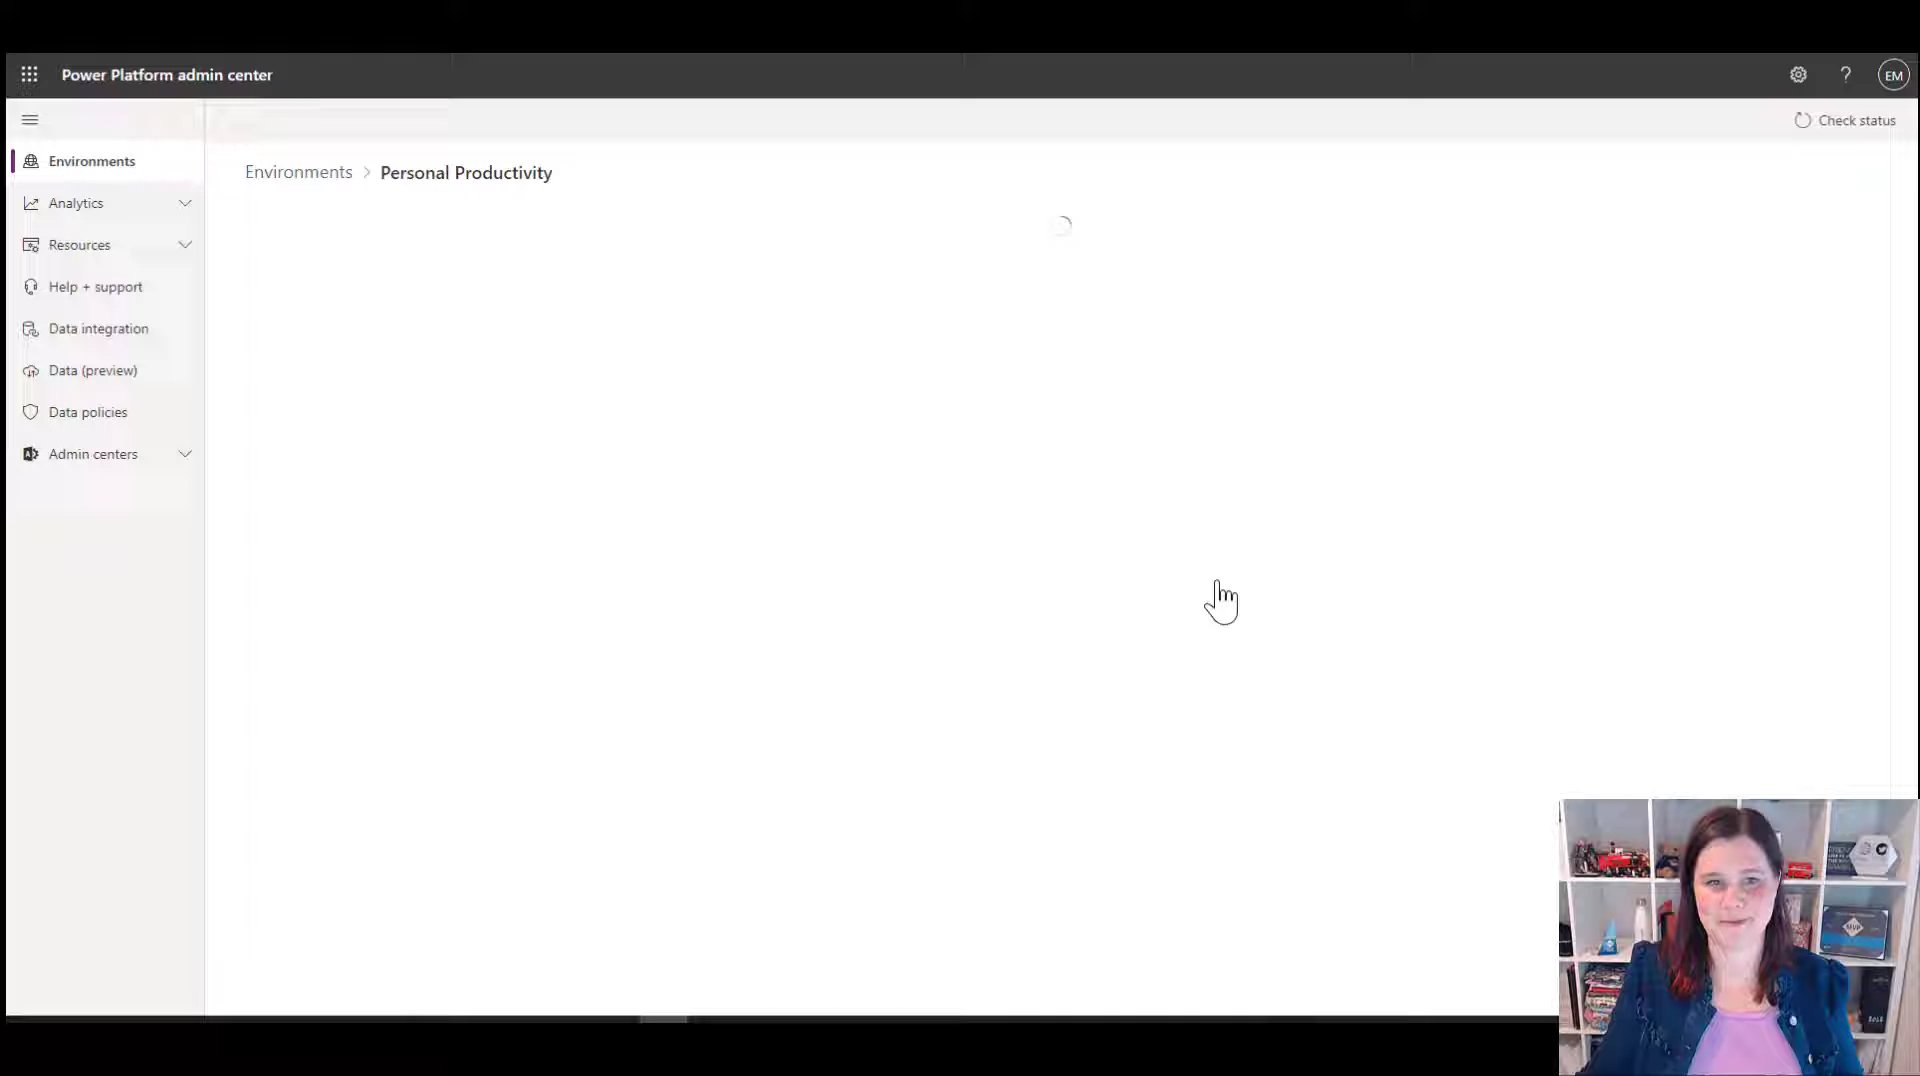 Power Platform admin center
EM
Check status
Environments
Analytics
Resources
Help + support
Data integration
Data (preview)
Data policies
Admin centers
Environments > Personal Productivity
MVP